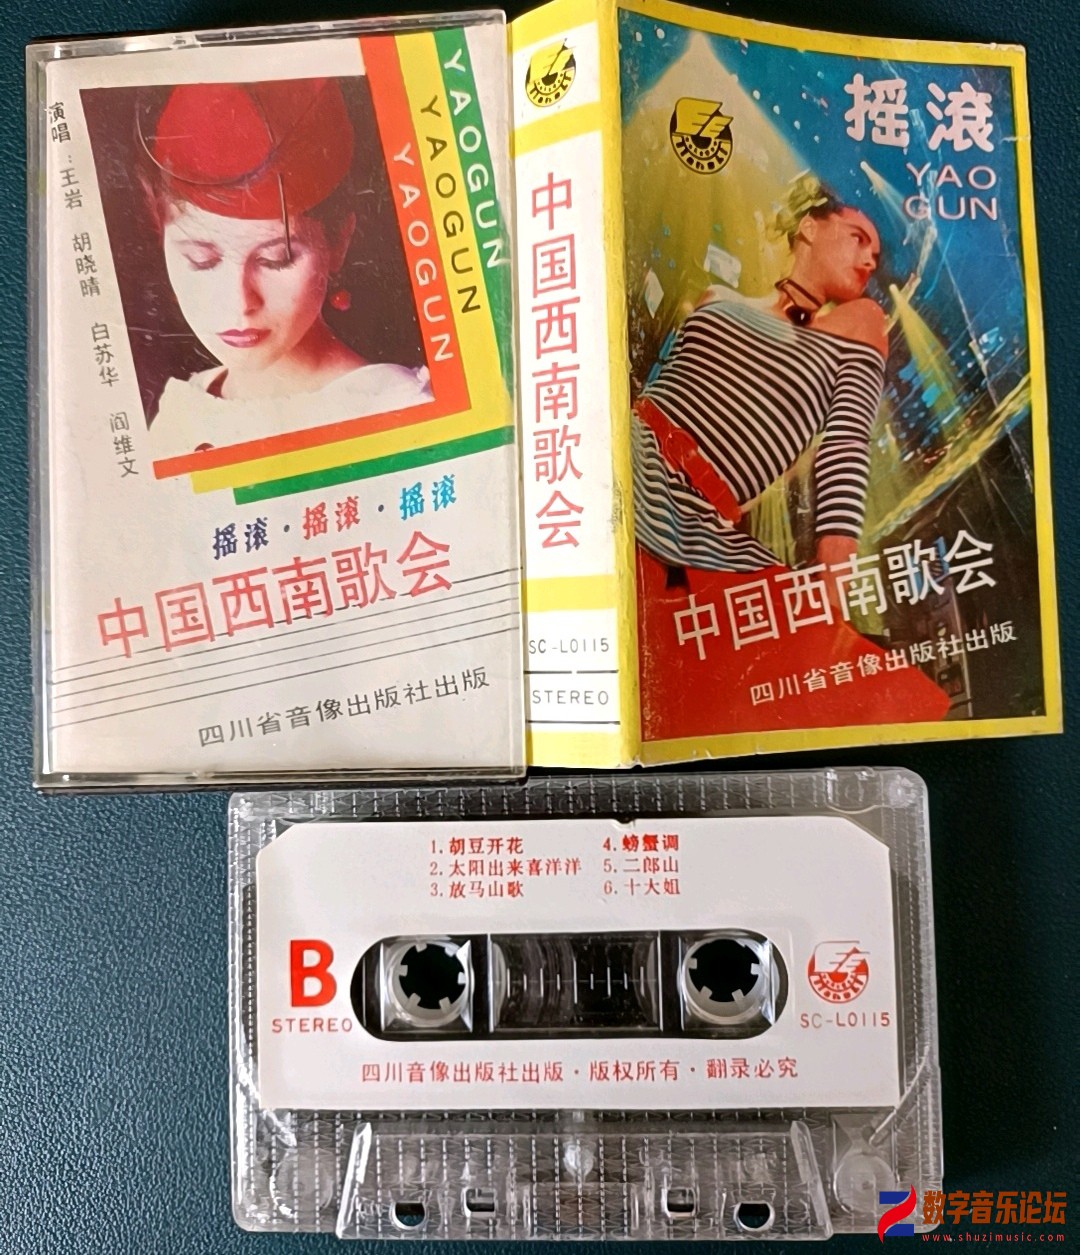 演唱：王岩 胡晓晴 白苏华 阎维文
YAOGUN
YAOGUN
YAOGUN
摇滚·摇滚·摇滚
中国西南歌会
四川省音像出版社出版
中国西南歌会
SC-L0115
STEREO
摇滚
YAO
GUN
中国西南歌会
四川省音像出版社出版
1.胡豆开花
2.太阳出来喜洋洋
3.放马山歌
4.螃蟹调
5.二郎山
6.十大姐
B
STEREO
SC-L0115
四川音像出版社出版·版权所有·翻录必究
数字音乐论坛
www.shuzimusic.com